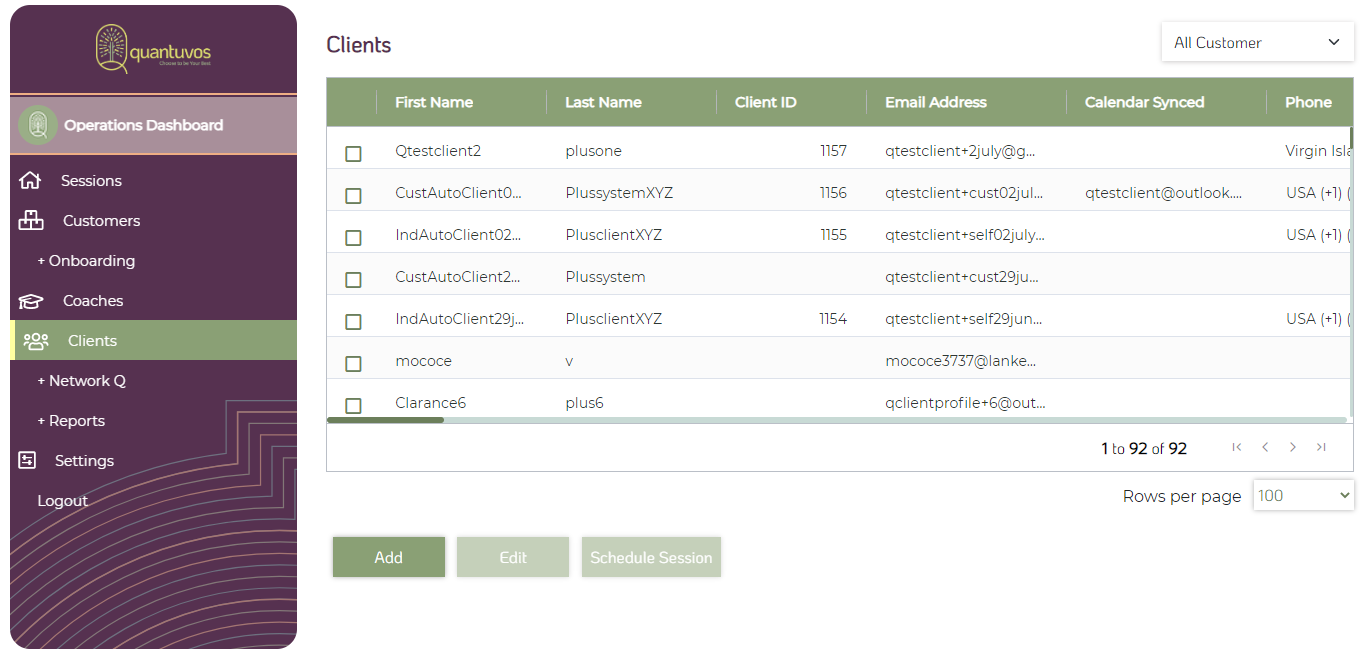 quantuvos
Choose to be Your Best
Operations Dashboard
Sessions
Customers
+ Onboarding
Coaches
Clients
+ Network Q
+ Reports
Settings
Logout
Clients
All Customer
First Name Last Name Client ID Email Address Calendar Synced Phone
Qtestclient2 plusone 1157 qtestclient+2july@g... Virgin Isla
CustAutoClient0... PlussystemXYZ 1156 qtestclient+cust02jul... qtestclient@outlook.... USA (+1) (
IndAutoClient02... PlusclientXYZ 1155 qtestclient+self02july... USA (+1) (
CustAutoClient2... Plussystem qtestclient+cust29ju...
IndAutoClient29j... PlusclientXYZ 1154 qtestclient+self29jun... USA (+1) (
mococe v mococe3737@lanke...
Clarance6 plus6 qclientprofile+6@out...
1 to 92 of 92
Rows per page 100
Add Edit Schedule Session